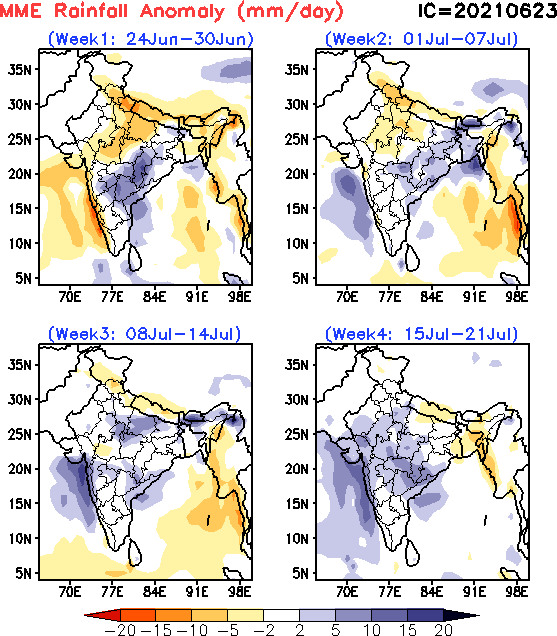 MME Rainfall Anomaly (mm/day) IC=20210623
(Week1: 24Jun-30Jun) (Week2: 01Jul-07Jul)
35N 35N
30N 30N
25N 25N
20N 20N
15N 15N
10N 10N
5N 5N
70E 77E 84E 91E 98E 70E 77E 84E 91E 98E
(Week3: 08Jul-14Jul) (Week4: 15Jul-21Jul)
35N 35N
30N 30N
25N 25N
20N 20N
15N 15N
10N 10N
5N 5N
70E 77E 84E 91E 98E 70E 77E 84E 91E 98E
-20 -15 -10 -5 -2 2 5 10 15 20